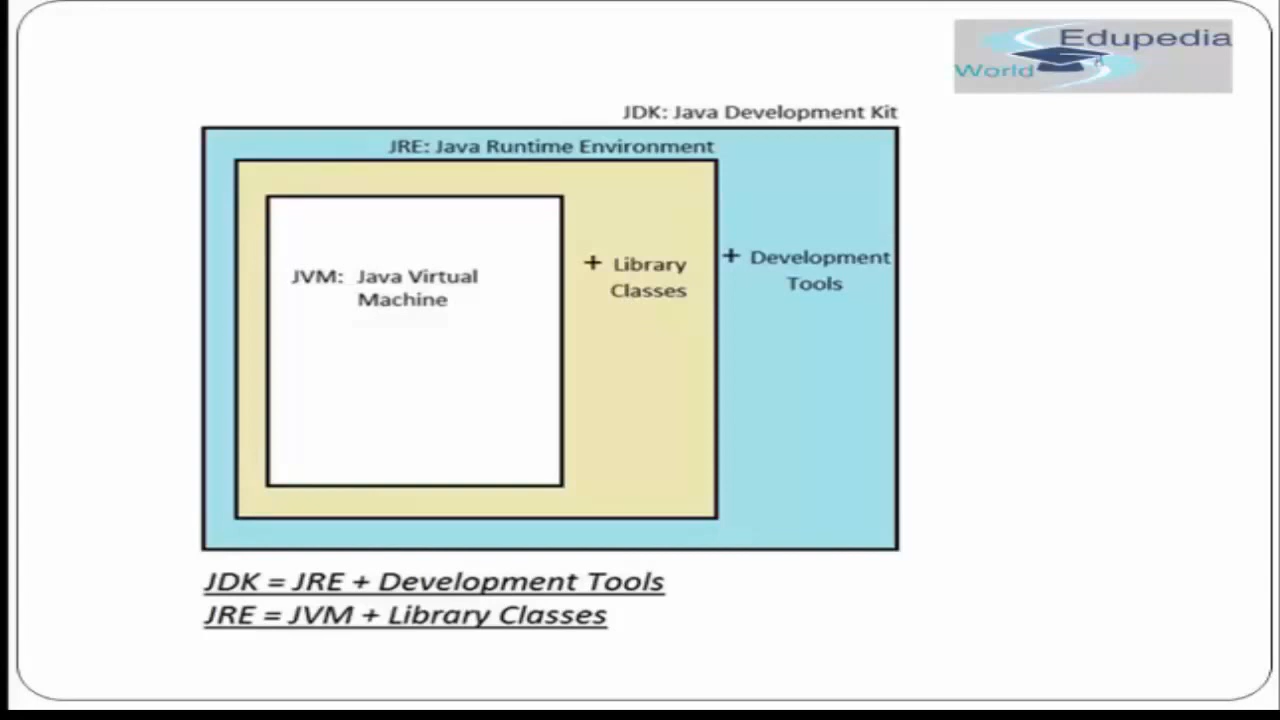 Edupedia
World
JDK: Java Development Kit
JRE: Java Runtime Environment
JVM: Java Virtual
Machine
+ Library
Classes
+ Development
Tools
JDK = JRE + Development Tools
JRE = JVM + Library Classes